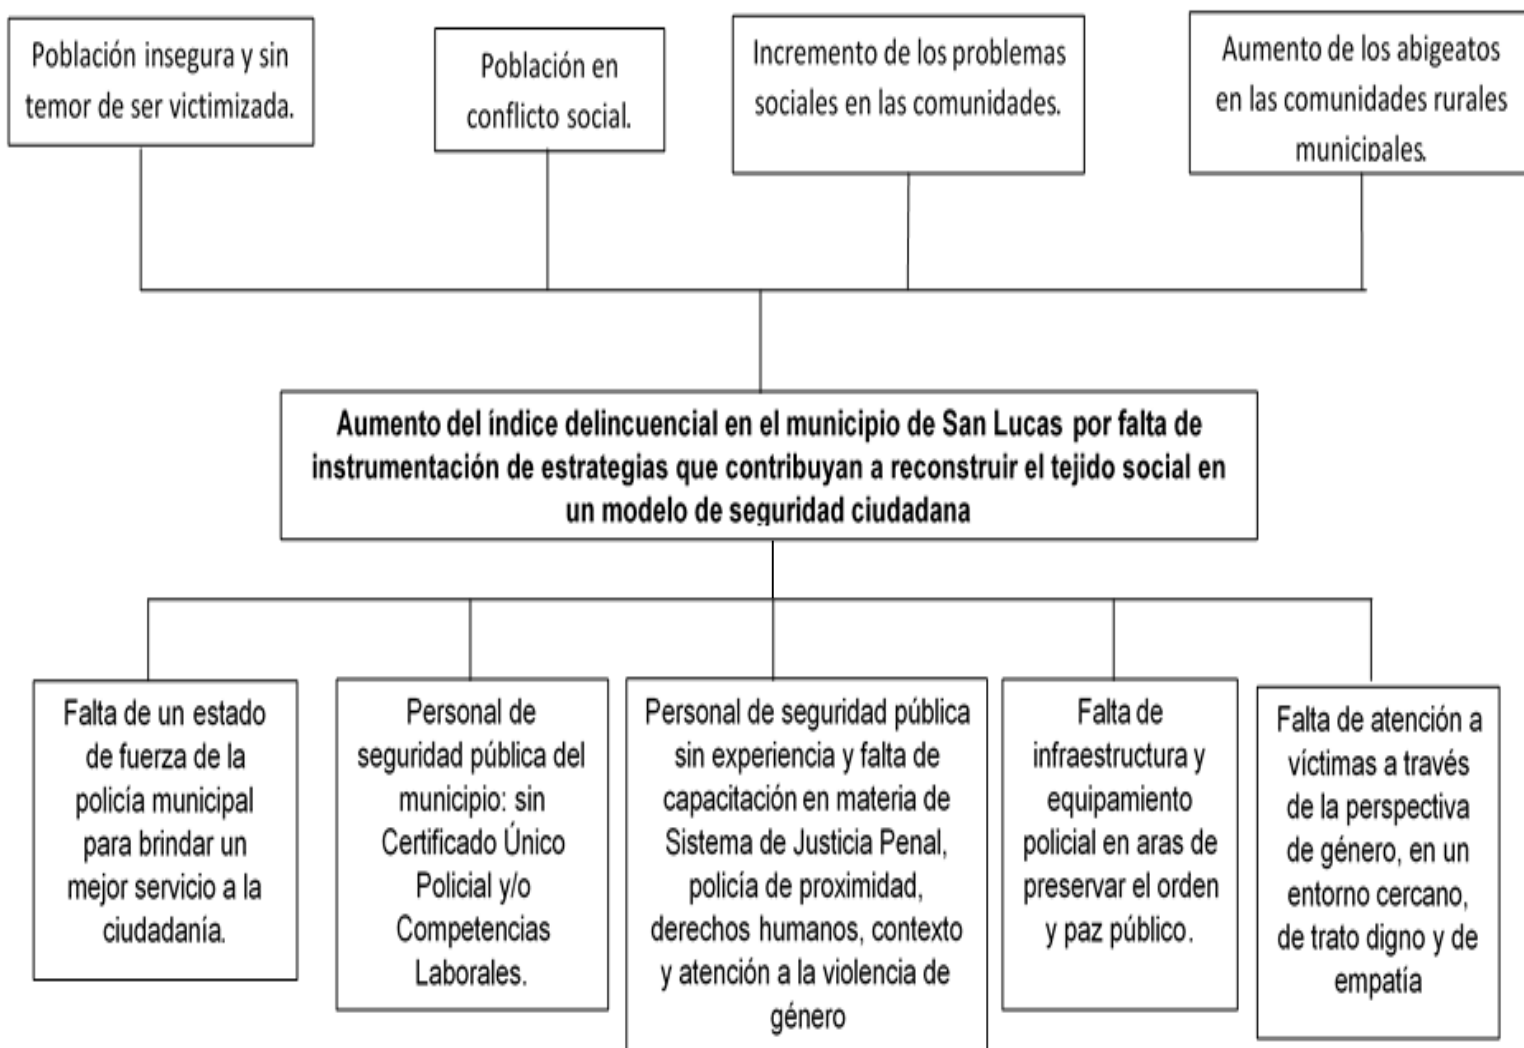 Población insegura y sin
temor de ser victimizada.
Población en
conflicto social.
Incremento de los problemas
sociales en las comunidades.
Aumento de los abigeatos
en las comunidades rurales
municipales.
Aumento del índice delincuencial en el municipio de San Lucas por falta de
instrumentación de estrategias que contribuyan a reconstruir el tejido social en
un modelo de seguridad ciudadana
Falta de un estado
de fuerza de la
policía municipal
para brindar un
mejor servicio a la
ciudadanía.
Personal de
seguridad pública del
municipio: sin
Certificado Único
Policial y/o
Competencias
Laborales.
Personal de seguridad pública
sin experiencia y falta de
capacitación en materia de
Sistema de Justicia Penal,
policía de proximidad,
derechos humanos, contexto
y atención a la violencia de
género
Falta de
infraestructura y
equipamiento
policial en aras de
preservar el orden
y paz público.
Falta de atención a
víctimas a través
de la perspectiva
de género, en un
entorno cercano,
de trato digno y de
empatía